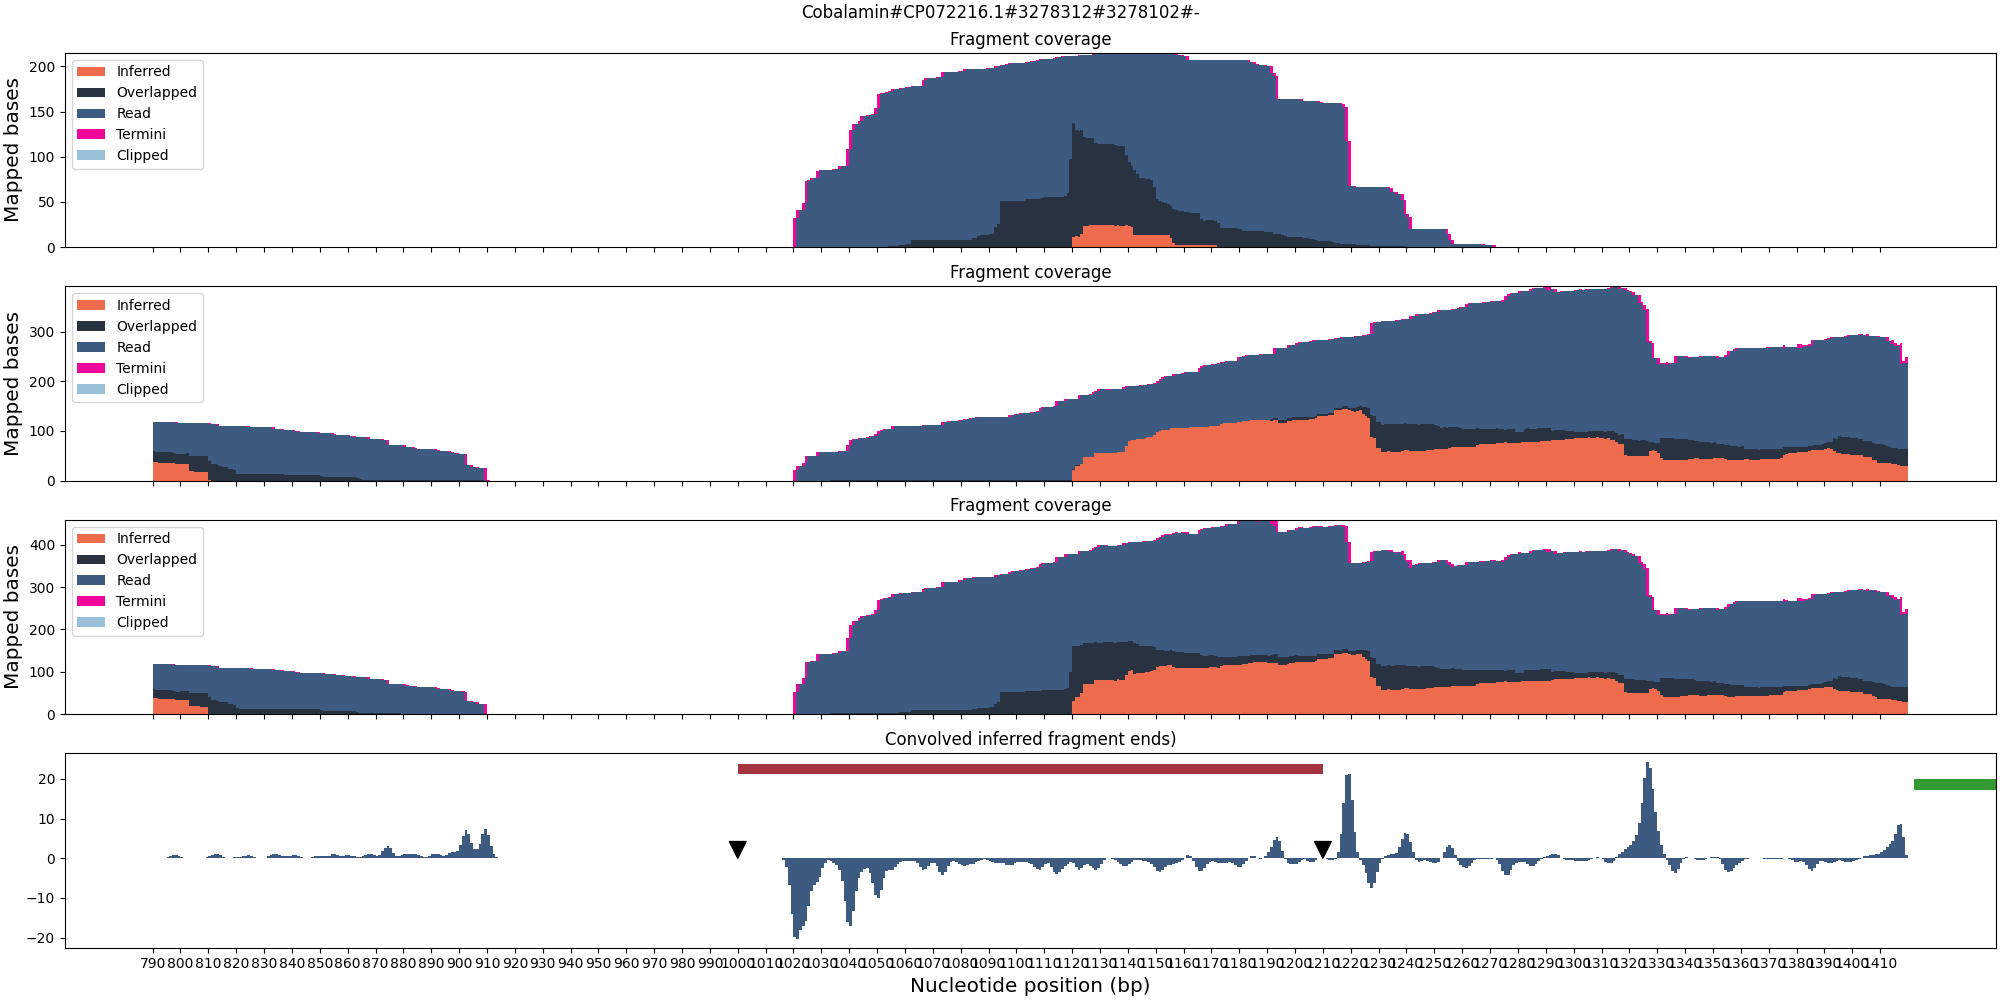 Cobalamin#CP072216.1#3278312#3278102#-
Fragment coverage
Mapped bases
200
150
100
50
0
Inferred
Overlapped
Read
Termini
Clipped
Fragment coverage
Mapped bases
300
200
100
0
Inferred
Overlapped
Read
Termini
Clipped
Fragment coverage
Mapped bases
400
300
200
100
0
Inferred
Overlapped
Read
Termini
Clipped
Convolved inferred fragment ends)
20
10
0
−10
−20
790 800 810 820 830 840 850 860 870 880 890 900 910 920 930 940 950 960 970 980 990 1000 1010 1020 1030 1040 1050 1060 1070 1080 1090 1100 1110 1120 1130 1140 1150 1160 1170 1180 1190 1200 1210 1220 1230 1240 1250 1260 1270 1280 1290 1300 1310 1320 1330 1340 1350 1360 1370 1380 1390 1400 1410
Nucleotide position (bp)